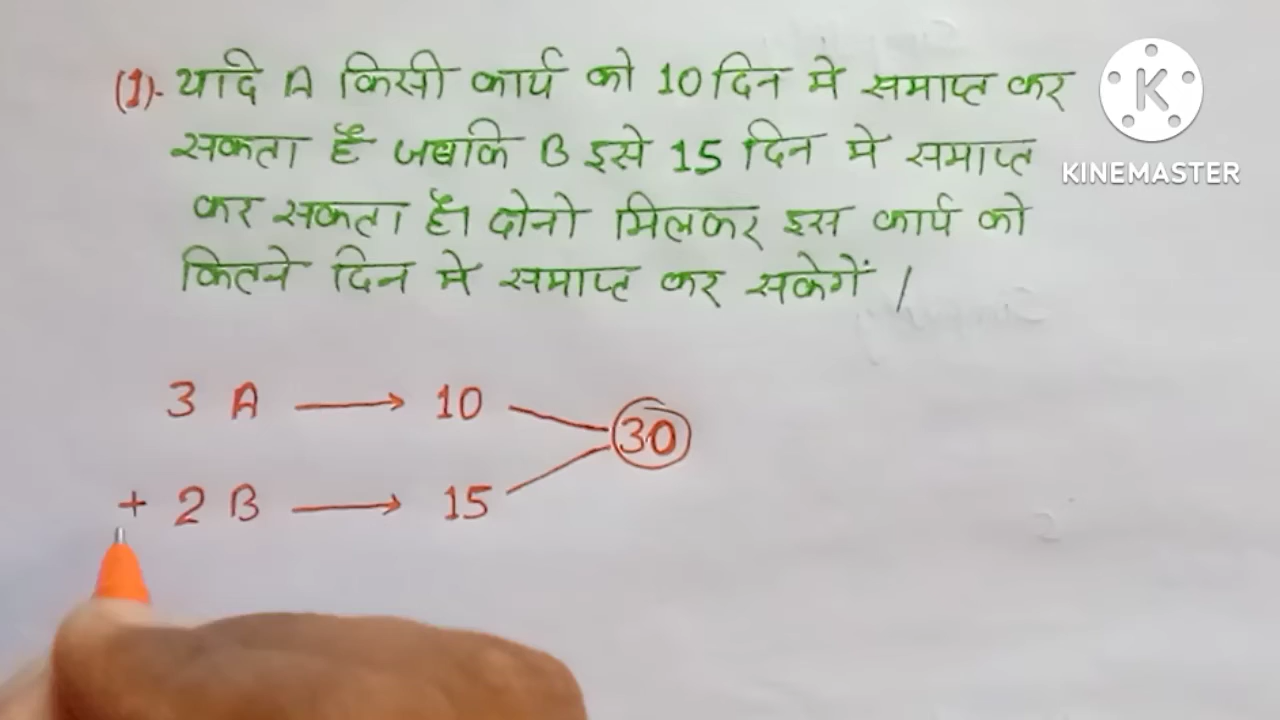 (1). यदि A किसी कार्य को 10 दिन मे समाप्त कर
सकता है जबकि B इसे 15 दिन मे समाप्त
कर सकता है। दोनो मिलकर इस कार्य को
कितने दिन मे समाप्त कर सकेगें /
3 A → 10
30
+ 2 B → 15
K
KINEMASTER